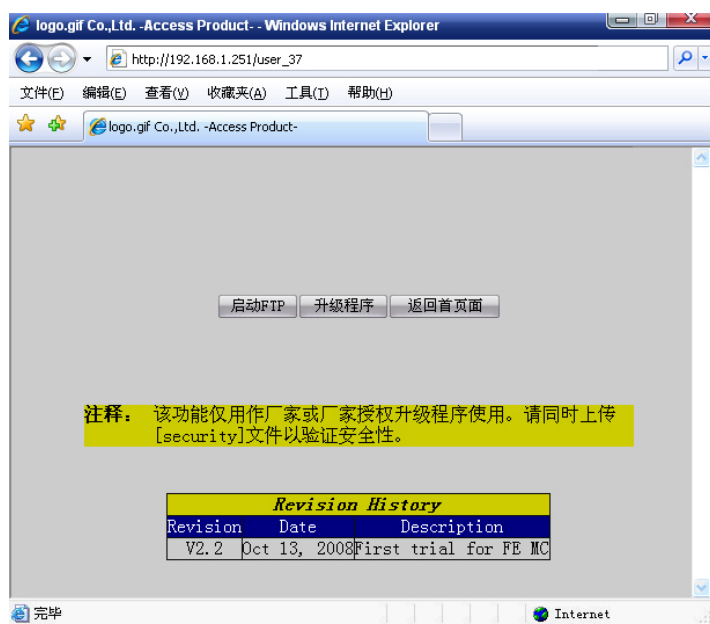 logo.gif Co.,Ltd. -Access Product- - Windows Internet Explorer
http://192.168.1.251/user_37
文件(F) 编辑(E) 查看(V) 收藏夹(A) 工具(T) 帮助(H)
logo.gif Co.,Ltd. -Access Product-
启动FTP 升级程序 返回首页面
注释： 该功能仅用作厂家或厂家授权升级程序使用。请同时上传
[security]文件以验证安全性。
Revision History
Revision Date Description
V2.2 Oct 13, 2008 First trial for FE MC
完毕 Internet